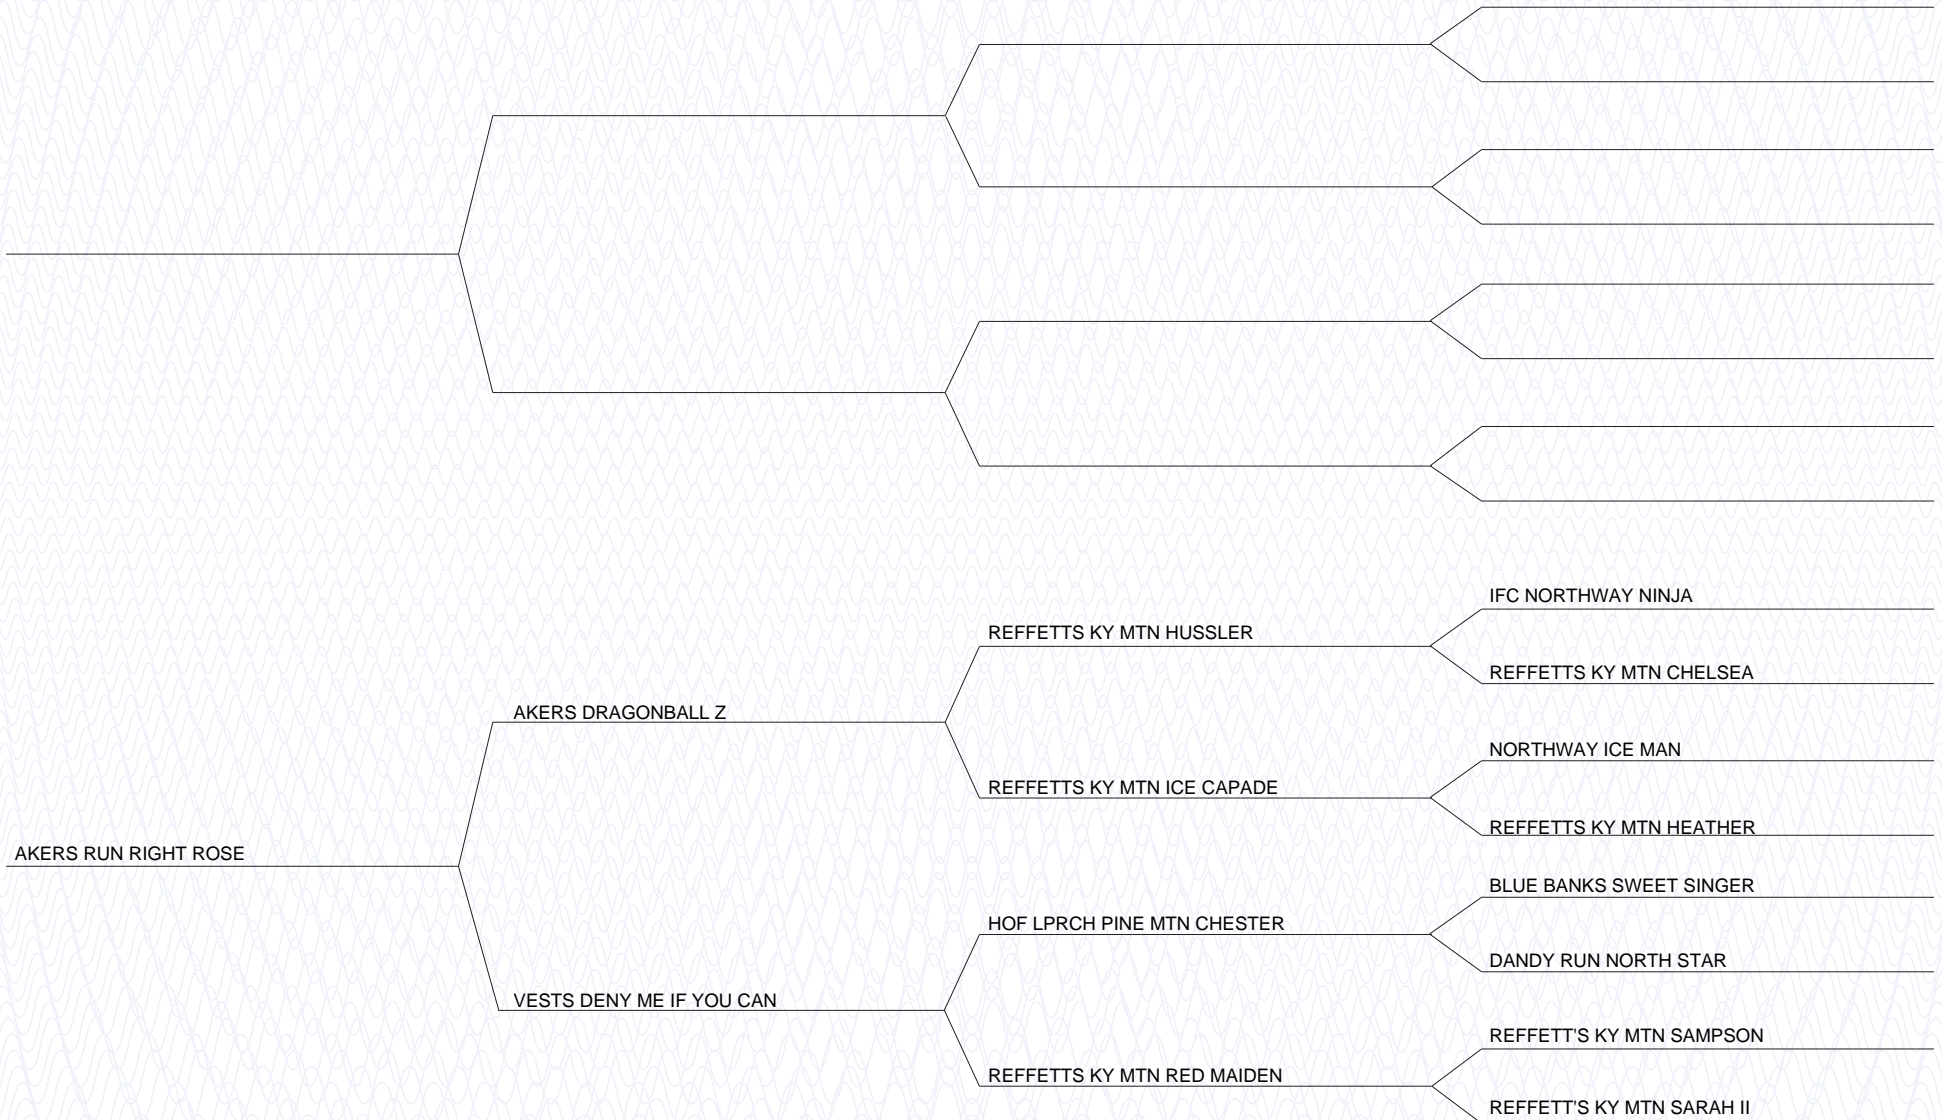 IFC NORTHWAY NINJA
REFFETTS KY MTN HUSSLER
REFFETTS KY MTN CHELSEA
AKERS DRAGONBALL Z
NORTHWAY ICE MAN
REFFETTS KY MTN ICE CAPADE
REFFETTS KY MTN HEATHER
AKERS RUN RIGHT ROSE
BLUE BANKS SWEET SINGER
HOF LPRCH PINE MTN CHESTER
DANDY RUN NORTH STAR
VESTS DENY ME IF YOU CAN
REFFETT'S KY MTN SAMPSON
REFFETTS KY MTN RED MAIDEN
REFFETT'S KY MTN SARAH II